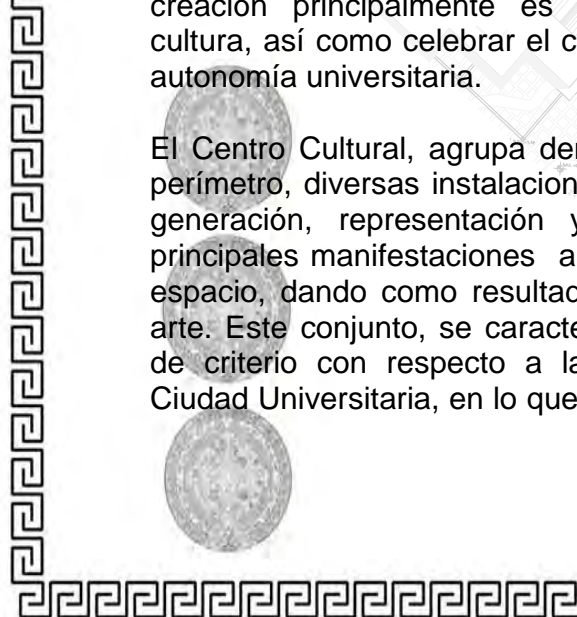 creación principalmente es
cultura, así como celebrar el c
autonomía universitaria.
El Centro Cultural, agrupa de
perímetro, diversas instalacion
generación, representación y
principales manifestaciones a
espacio, dando como resultad
arte. Este conjunto, se caracte
de criterio con respecto a la
Ciudad Universitaria, en lo que